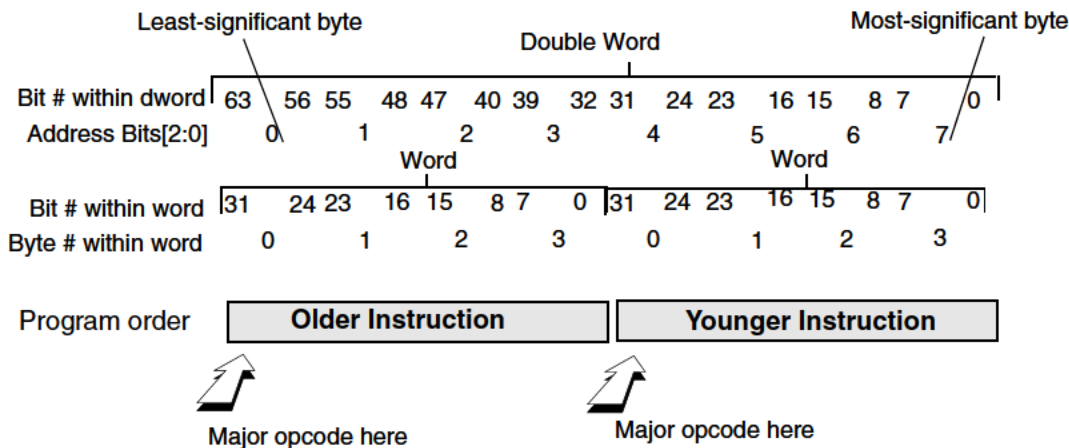 Least-significant byte
Most-significant byte
Double Word
Bit # within dword 63 56 55 48 47 40 39 32 31 24 23 16 15 8 7 0
Address Bits[2:0] 0 1 2 3 4 5 6 7
Word Word
Bit # within word 31 24 23 16 15 8 7 0 31 24 23 16 15 8 7 0
Byte # within word 0 1 2 3 0 1 2 3
Program order Older Instruction Younger Instruction
Major opcode here Major opcode here